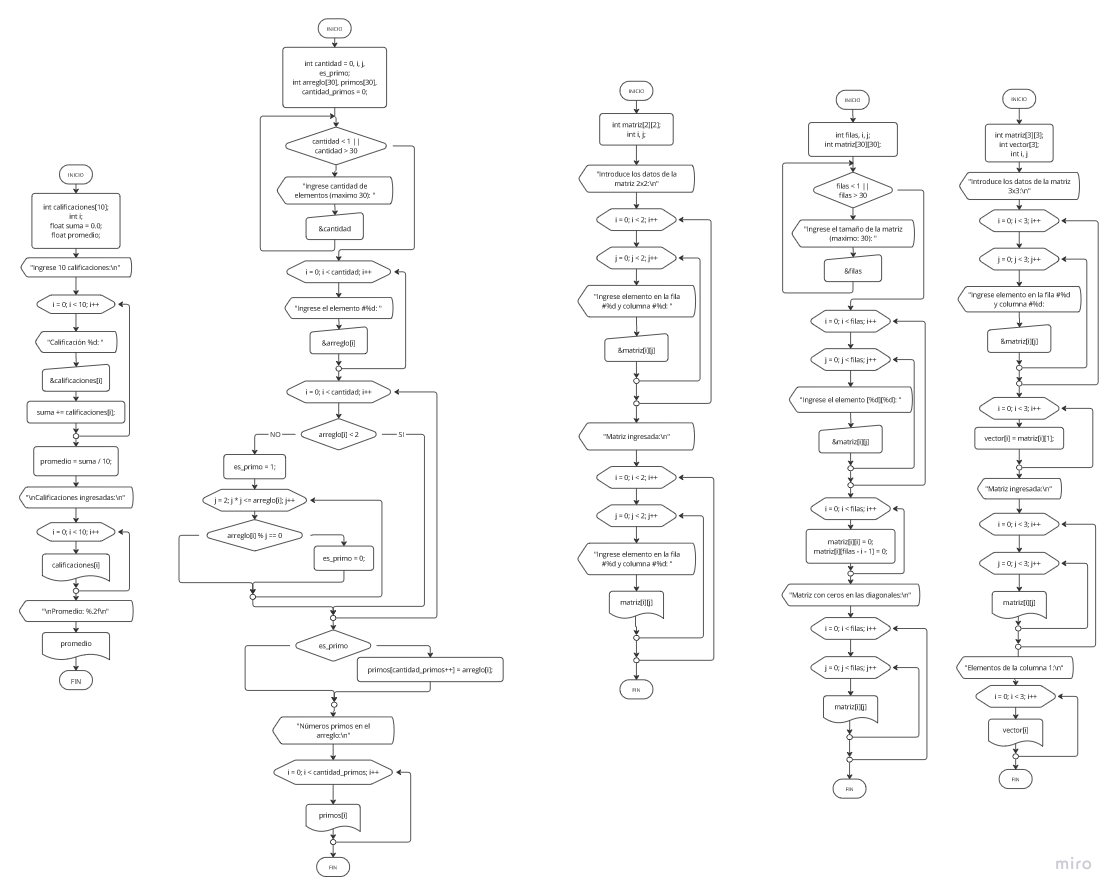 INICIO
int calificaciones[10];
int i;
float suma = 0.0;
float promedio;
"Ingrese 10 calificaciones:\n"
i = 0; i < 10; i++
"Calificación %d: "
&calificaciones[i]
suma += calificaciones[i];
promedio = suma / 10;
"\nCalificaciones ingresadas:\n"
i = 0; i < 10; i++
calificaciones[i]
"\nPromedio: %.2f\n"
promedio
FIN
INICIO
int cantidad = 0, i, j,
es_primo;
int arreglo[30], primos[30],
cantidad_primos = 0;
cantidad < 1 ||
cantidad > 30
"Ingrese cantidad de
elementos (maximo 30): "
&cantidad
i = 0; i < cantidad; i++
"Ingrese el elemento #%d: "
&arreglo[i]
i = 0; i < cantidad; i++
NO
arreglo[i] < 2
SI
es_primo = 1;
j = 2; j * j <= arreglo[i]; j++
arreglo[i] % j == 0
es_primo = 0;
es_primo
primos[cantidad_primos++] = arreglo[i];
"Números primos en el
arreglo:\n"
i = 0; i < cantidad_primos; i++
primos[i]
FIN
INICIO
int matriz[2][2];
int i, j;
"Introduce los datos de la
matriz 2x2:\n"
i = 0; i < 2; i++
j = 0; j < 2; j++
"Ingrese elemento en la fila
#%d y columna #%d: "
&matriz[i][j]
"Matriz ingresada:\n"
i = 0; i < 2; i++
j = 0; j < 2; j++
"Ingrese elemento en la fila
#%d y columna #%d: "
matriz[i][j]
FIN
INICIO
int filas, i, j;
int matriz[30][30];
filas < 1 ||
filas > 30
"Ingrese el tamaño de la matriz
(maximo: 30): "
&filas
i = 0; i < filas; i++
j = 0; j < filas; j++
"Ingrese el elemento [%d][%d]: "
&matriz[i][j]
i = 0; i < filas; i++
matriz[i][i] = 0;
matriz[i][filas - i - 1] = 0;
"Matriz con ceros en las diagonales:\n"
i = 0; i < filas; i++
j = 0; j < filas; j++
matriz[i][j]
FIN
INICIO
int matriz[3][3];
int vector[3];
int i, j
"Introduce los datos de la matriz
3x3:\n"
i = 0; i < 3; i++
j = 0; j < 3; j++
"Ingrese elemento en la fila #%d
y columna #%d:
&matriz[i][j]
i = 0; i < 3; i++
vector[i] = matriz[i][1];
"Matriz ingresada:\n"
i = 0; i < 3; i++
j = 0; j < 3; j++
matriz[i][j]
"Elementos de la columna 1:\n"
i = 0; i < 3; i++
vector[i]
FIN
miro